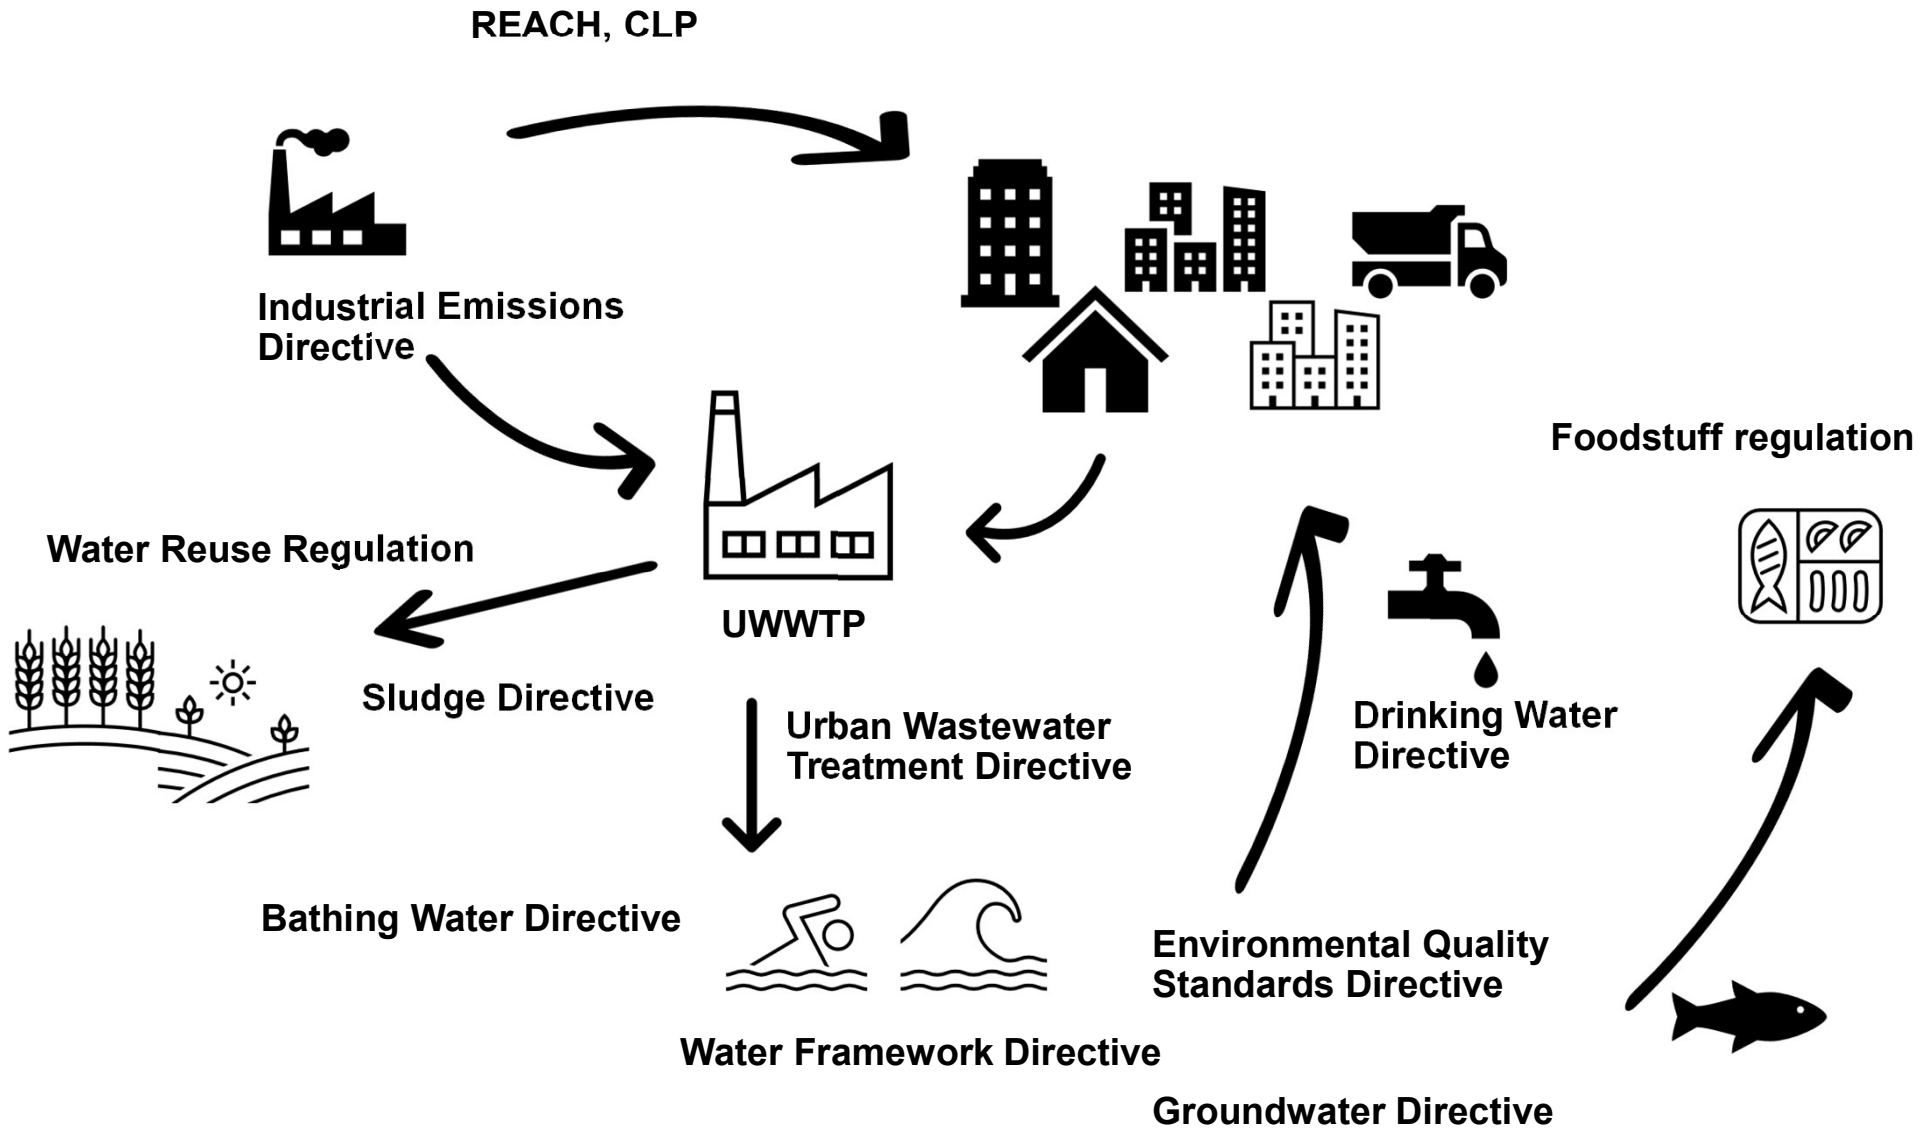 REACH, CLP
Industrial Emissions
Directive
Foodstuff regulation
Water Reuse Regulation
UWWTP
Sludge Directive
Urban Wastewater
Treatment Directive
Drinking Water
Directive
Bathing Water Directive
Environmental Quality
Standards Directive
Water Framework Directive
Groundwater Directive